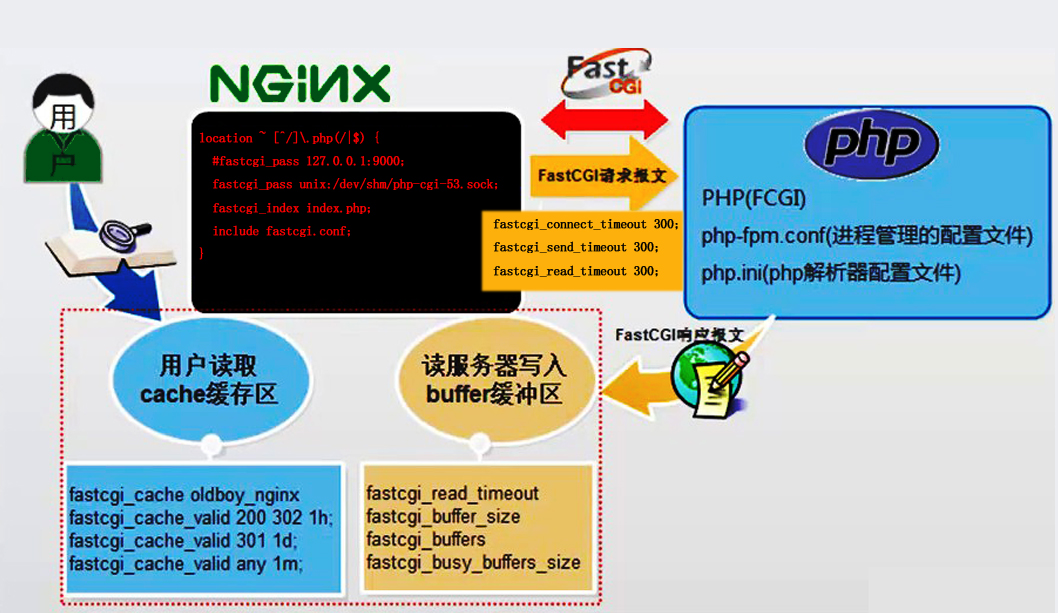 用
户
NGiNX
location ~ [^/]\.php(/|$) {
#fastcgi_pass 127.0.0.1:9000;
fastcgi_pass unix:/dev/shm/php-cgi-53.sock;
fastcgi_index index.php;
include fastcgi.conf;
}
Fast
CGi
FastCGI请求报文
fastcgi_connect_timeout 300;
fastcgi_send_timeout 300;
fastcgi_read_timeout 300;
php
PHP(FCGI)
php-fpm.conf(进程管理的配置文件)
php.ini(php解析器配置文件)
FastCGI响应报文
用户读取
cache缓存区
读服务器写入
buffer缓冲区
fastcgi_cache oldboy_nginx
fastcgi_cache_valid 200 302 1h;
fastcgi_cache_valid 301 1d;
fastcgi_cache_valid any 1m;
fastcgi_read_timeout
fastcgi_buffer_size
fastcgi_buffers
fastcgi_busy_buffers_size